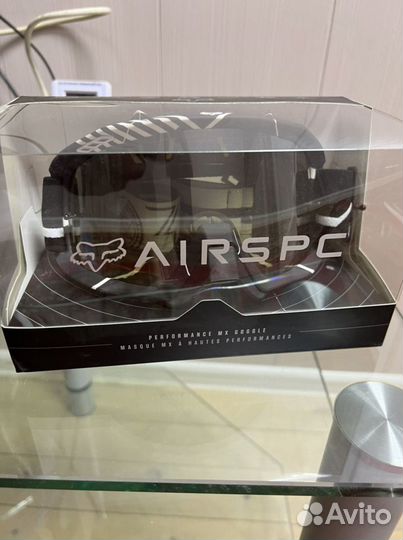 AIRSPC
PERFORMANCE MX GOGGLE
MASQUE MX À HAUTES PERFORMANCES
Avito